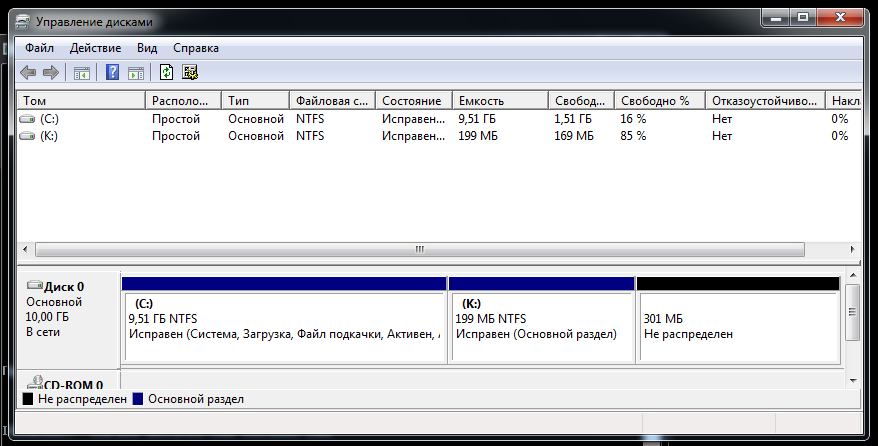 Управление дисками
Файл Действие Вид Справка
Том Располо... Тип Файловая с... Состояние Емкость Свобод... Свободно % Отказоустойчиво... Накл
(C:) Простой Основной NTFS Исправен... 9,51 ГБ 1,51 ГБ 16 % Нет 0%
(K:) Простой Основной NTFS Исправен... 199 МБ 169 МБ 85 % Нет 0%
Диск 0
Основной
10,00 ГБ
В сети
(C:)
9,51 ГБ NTFS
Исправен (Система, Загрузка, Файл подкачки, Активен,
(K:)
199 МБ NTFS
Исправен (Основной раздел)
301 МБ
Не распределен
CD-ROM 0
Не распределен Основной раздел